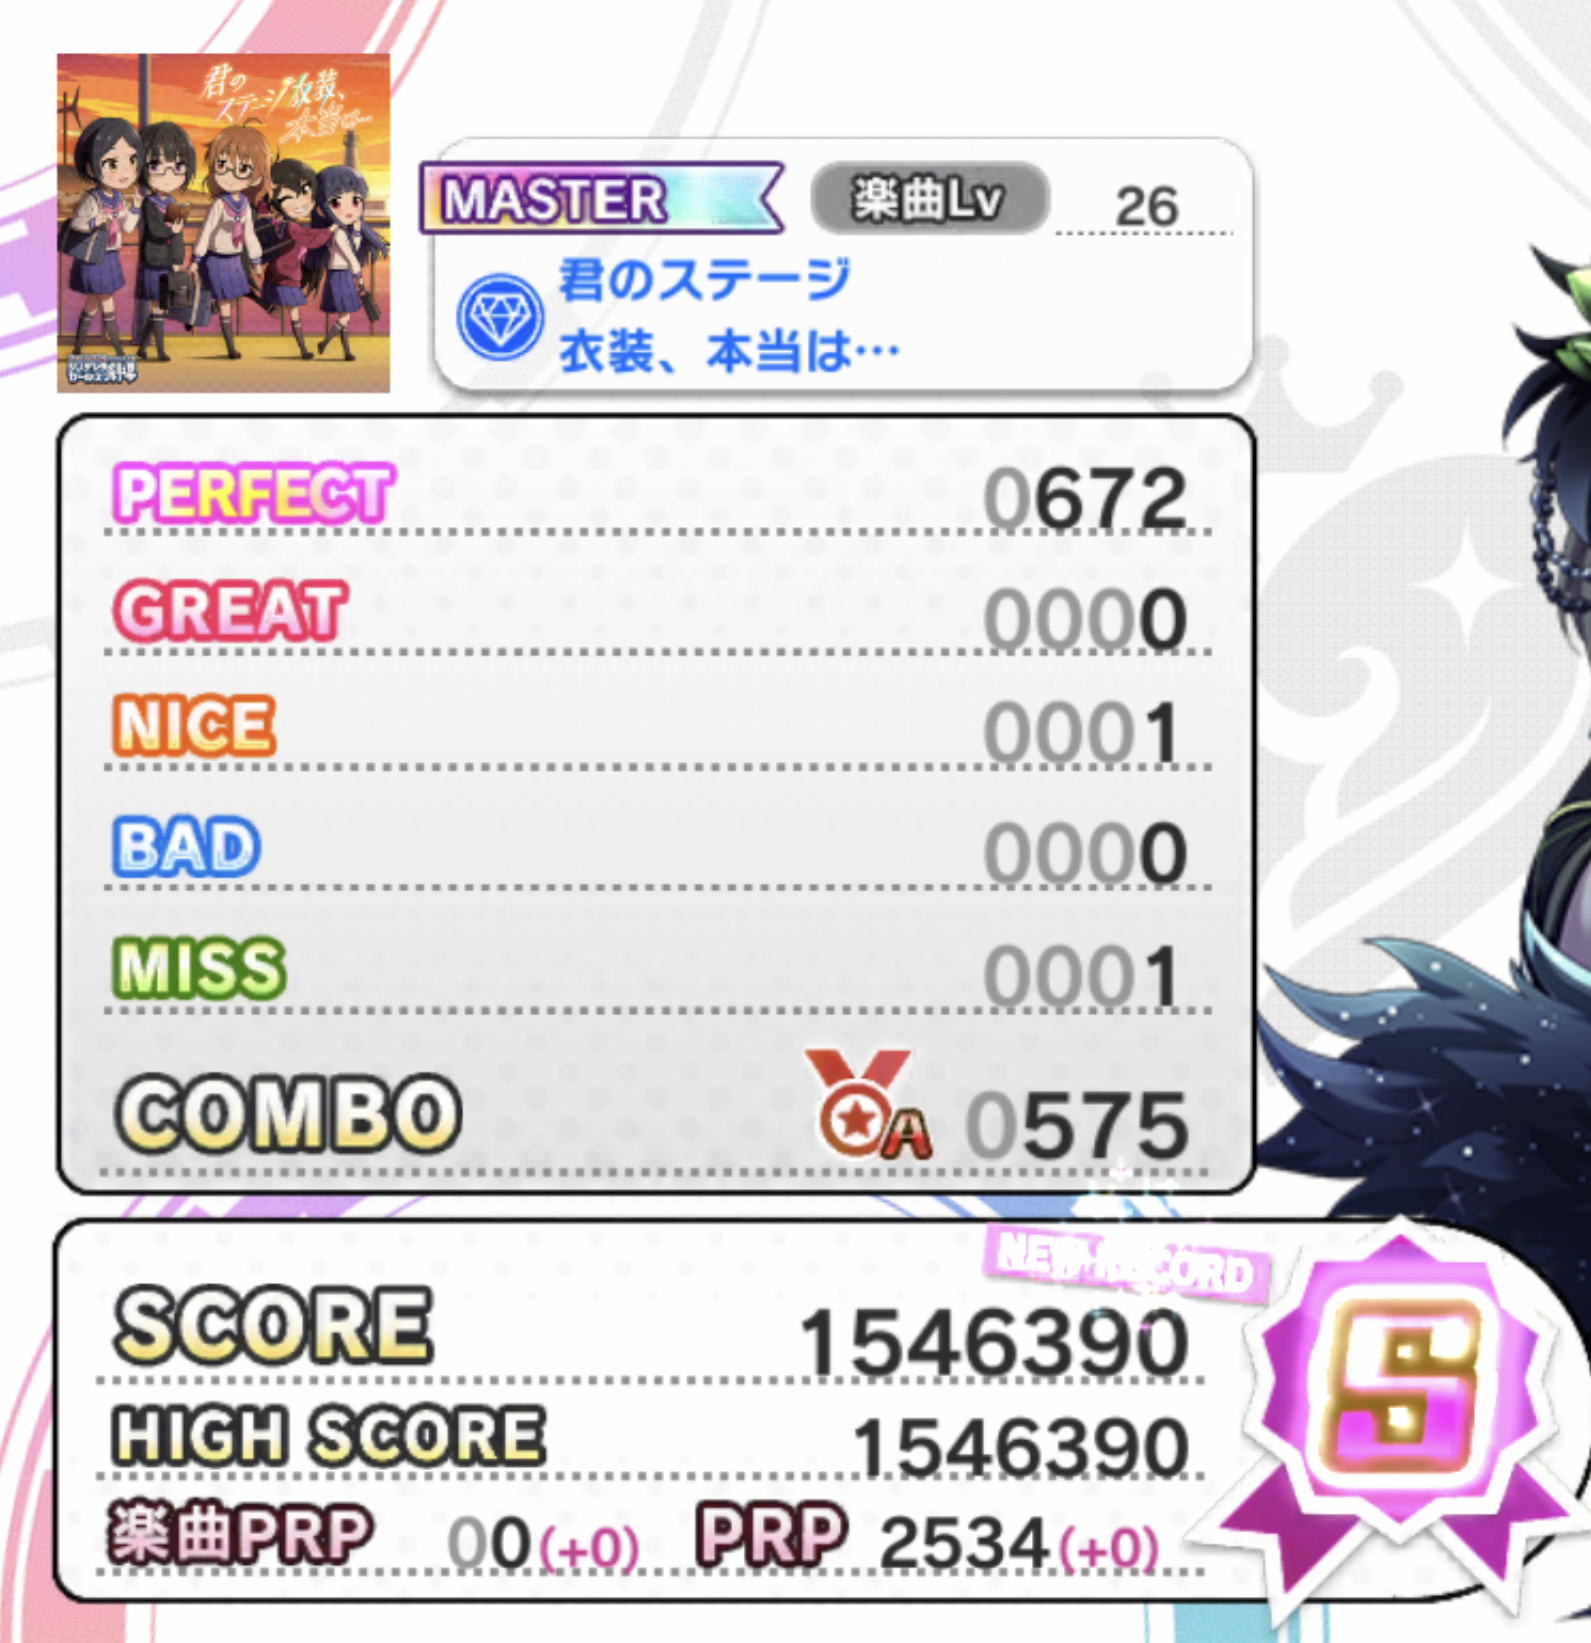 君の
ステージ衣装、
本当は…
MASTER 楽曲Lv 26
君のステージ
衣装、本当は…
PERFECT 0672
GREAT 0000
NICE 0001
BAD 0000
MISS 0001
COMBO A 0575
NEW RECORD
SCORE 1546390
HIGH SCORE 1546390
S
楽曲PRP 00(+0) PRP 2534(+0)